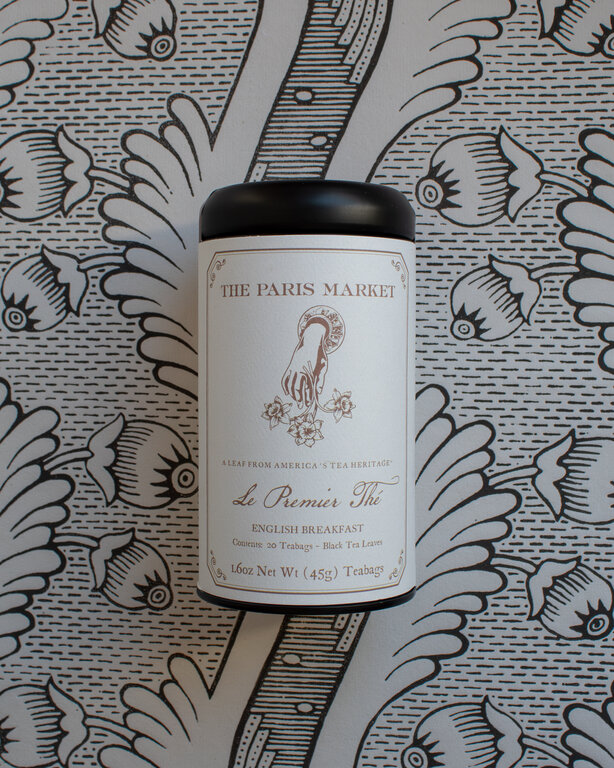 THE PARIS MARKET
A LEAF FROM AMERICA'S TEA HERITAGE"
Le Premier Thé
ENGLISH BREAKFAST
Contents: 20 Teabags - Black Tea Leaves
1.6oz Net Wt (45g) Teabags